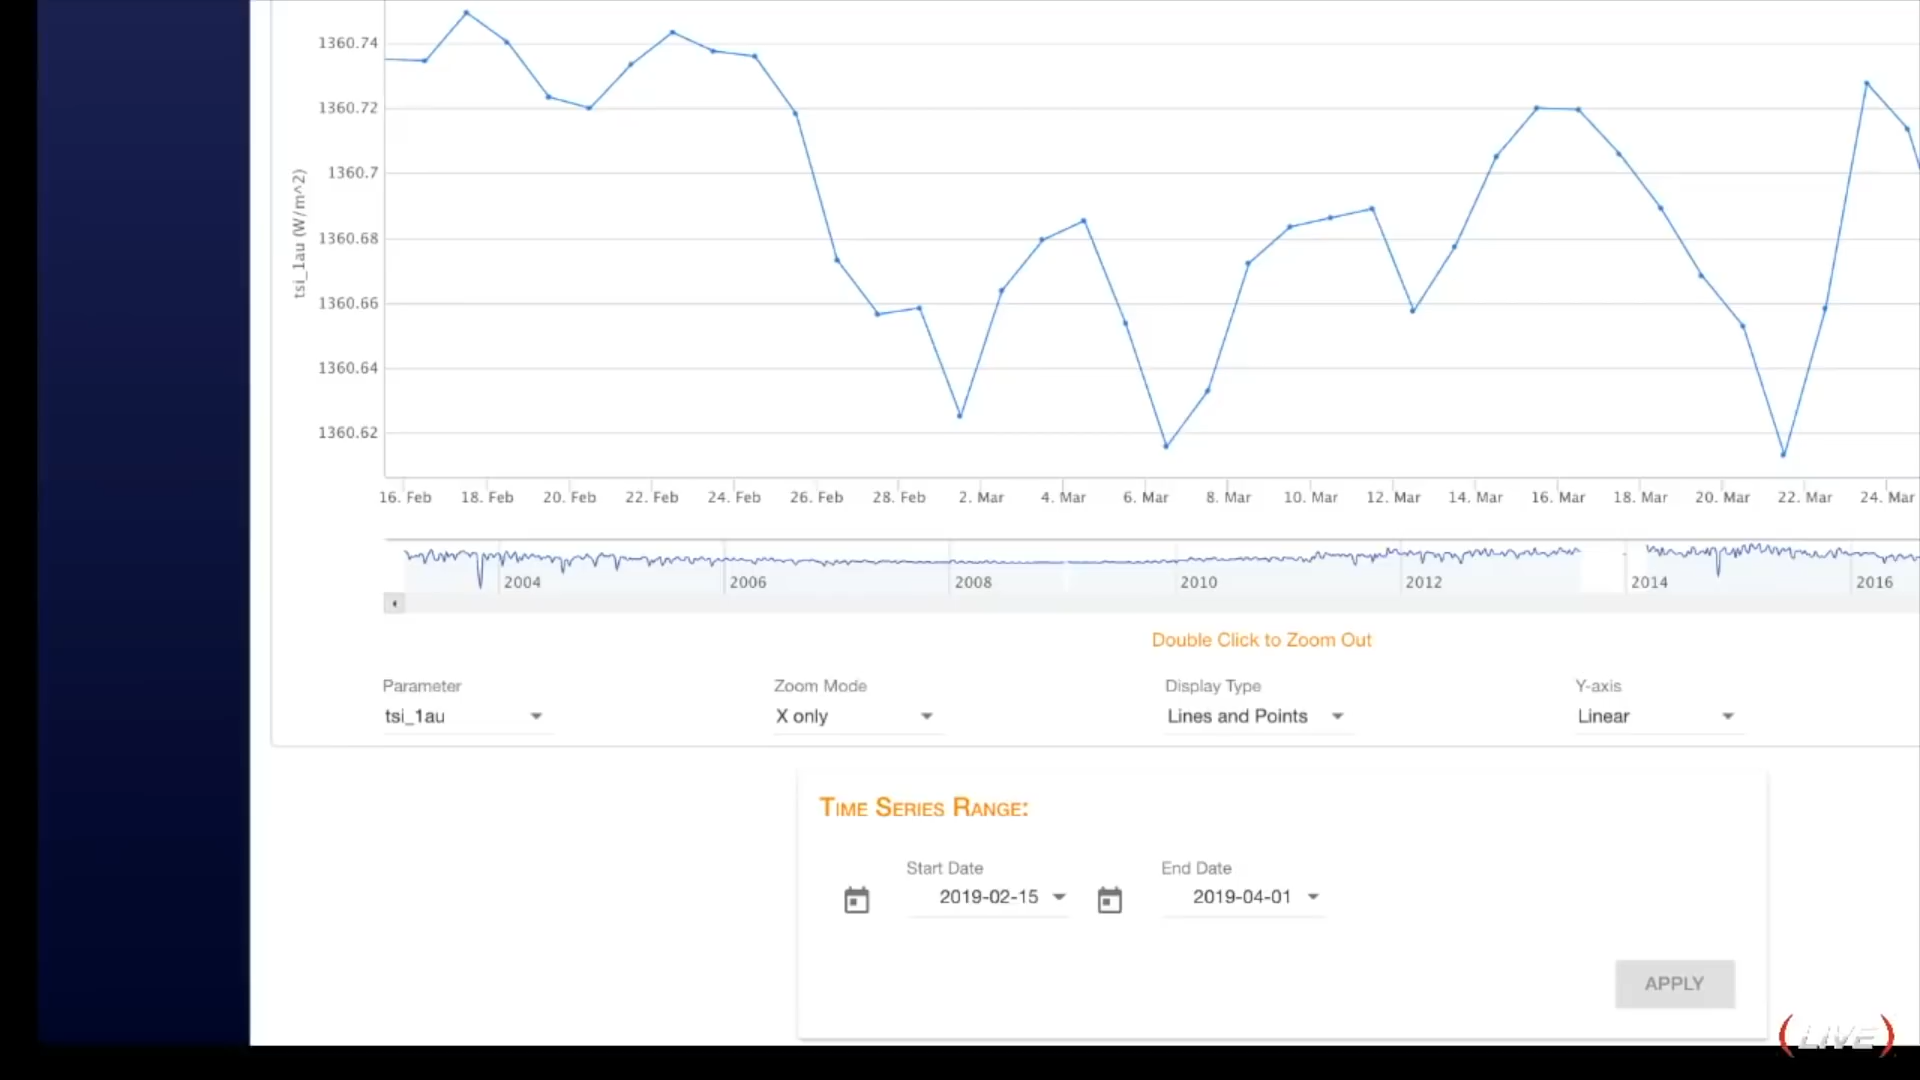 1360.74
1360.72
1360.7
1360.68
1360.66
1360.64
1360.62
tsi_1au (W/m^2)
16. Feb 18. Feb 20. Feb 22. Feb 24. Feb 26. Feb 28. Feb 2. Mar 4. Mar 6. Mar 8. Mar 10. Mar 12. Mar 14. Mar 16. Mar 18. Mar 20. Mar 22. Mar 24. Mar
2004 2006 2008 2010 2012 2014 2016
Double Click to Zoom Out
Parameter Zoom Mode Display Type Y-axis
tsi_1au X only Lines and Points Linear
TIME SERIES RANGE:
Start Date End Date
2019-02-15 2019-04-01
APPLY
(LIVE)